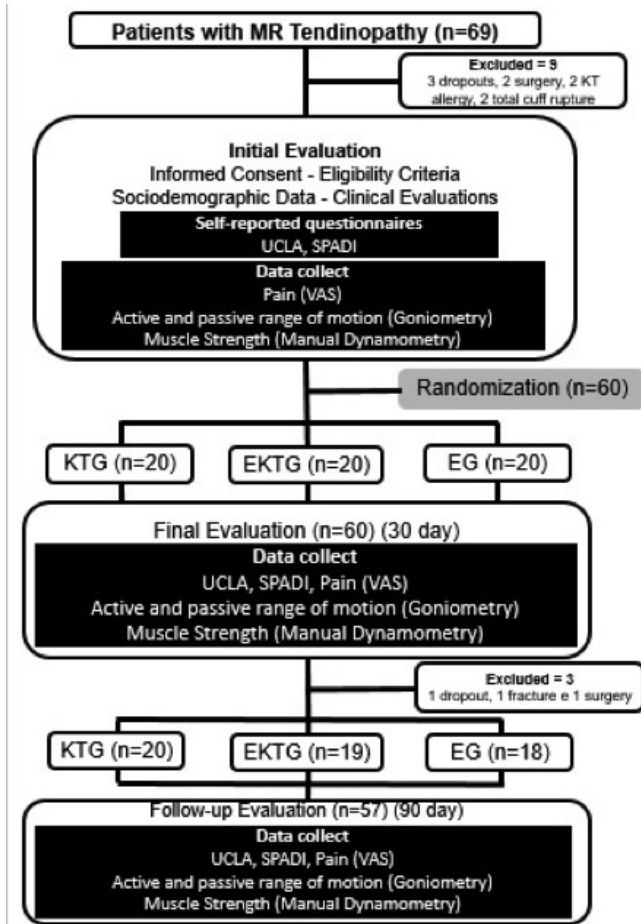 Patients with MR Tendinopathy (n=69)
Excluded = 9
3 dropouts, 2 surgery, 2 KT
allergy, 2 total cuff rupture
Initial Evaluation
Informed Consent - Eligibility Criteria
Sociodemographic Data - Clinical Evaluations
Self-reported questionnaires
UCLA, SPADI
Data collect
Pain (VAS)
Active and passive range of motion (Goniometry)
Muscle Strength (Manual Dynamometry)
Randomization (n=60)
KTG (n=20)
EKTG (n=20)
EG (n=20)
Final Evaluation (n=60) (30 day)
Data collect
UCLA, SPADI, Pain (VAS)
Active and passive range of motion (Goniometry)
Muscle Strength (Manual Dynamometry)
Excluded = 3
1 dropout, 1 fracture e 1 surgery
KTG (n=20)
EKTG (n=19)
EG (n=18)
Follow-up Evaluation (n=57) (90 day)
Data collect
UCLA, SPADI, Pain (VAS)
Active and passive range of motion (Goniometry)
Muscle Strength (Manual Dynamometry)